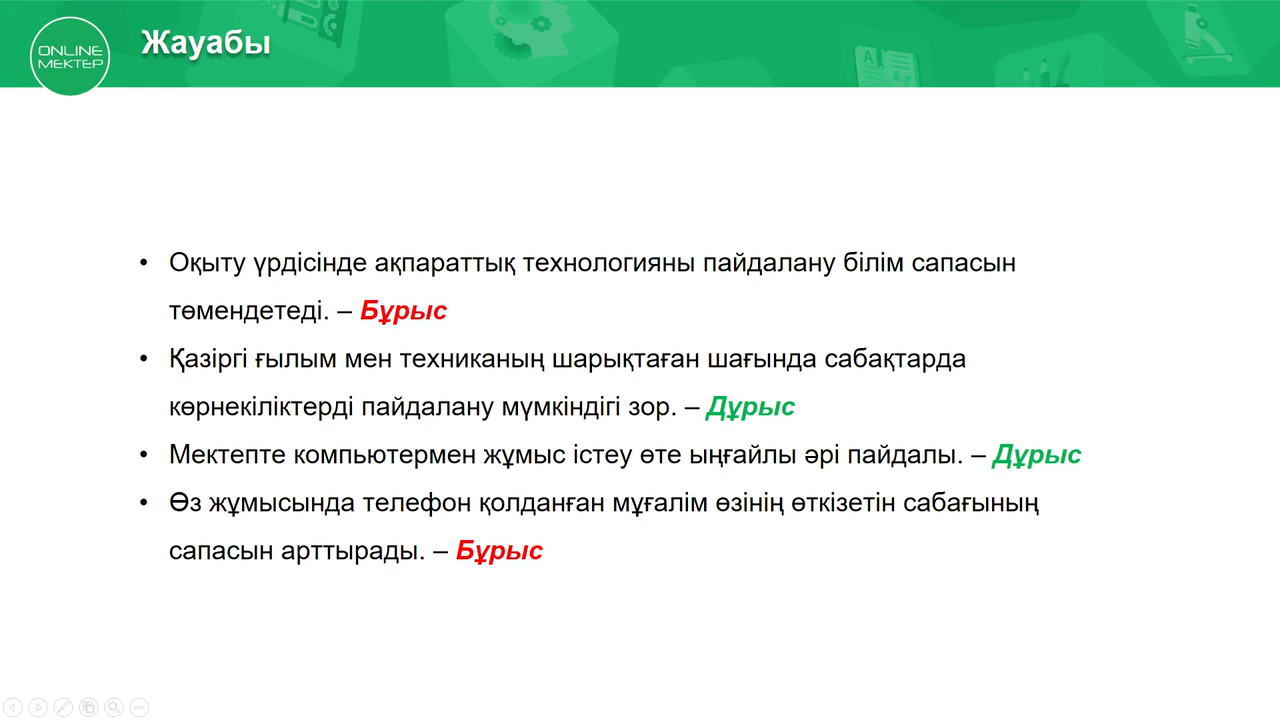 ONLINE
МЕКТЕР
Жауабы
• Оқыту үрдісінде ақпараттық технологияны пайдалану білім сапасын
төмендетеді. – Бұрыс
• Қазіргі ғылым мен техниканың шарықтаған шағында сабақтарда
көрнекіліктерді пайдалану мүмкіндігі зор. – Дұрыс
• Мектепте компьютермен жұмыс істеу өте ыңғайлы әрі пайдалы. – Дұрыс
• Өз жұмысында телефон қолданған мұғалім өзінің өткізетін сабағының
сапасын арттырады. – Бұрыс